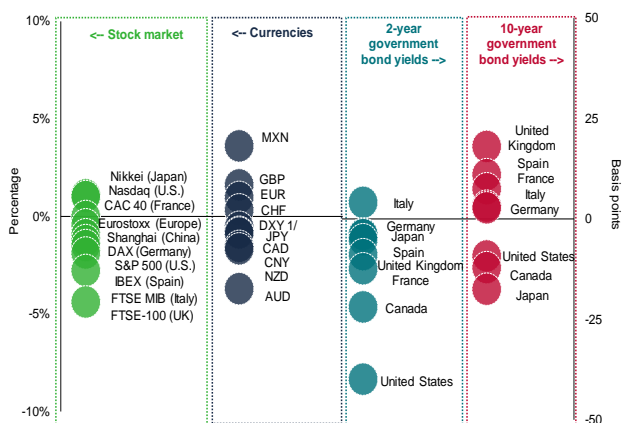 10%
5%
0%
-5%
-10%
Percentage
<-- Stock market
Nikkei (Japan)
Nasdaq (U.S.)
CAC 40 (France)
Eurostoxx (Europe)
Shanghai (China)
DAX (Germany)
S&P 500 (U.S.)
IBEX (Spain)
FTSE MIB (Italy)
FTSE-100 (UK)
<-- Currencies
MXN
GBP
EUR
CHF
DXY 1/
JPY
CAD
CNY
NZD
AUD
2-year
government
bond yields -->
Italy
Germany
Japan
Spain
United Kingdom
France
Canada
United States
10-year
government
bond yields -->
United
Kingdom
Spain
France
Italy
Germany
United States
Canada
Japan
50
25
0
-25
-50
Basis points